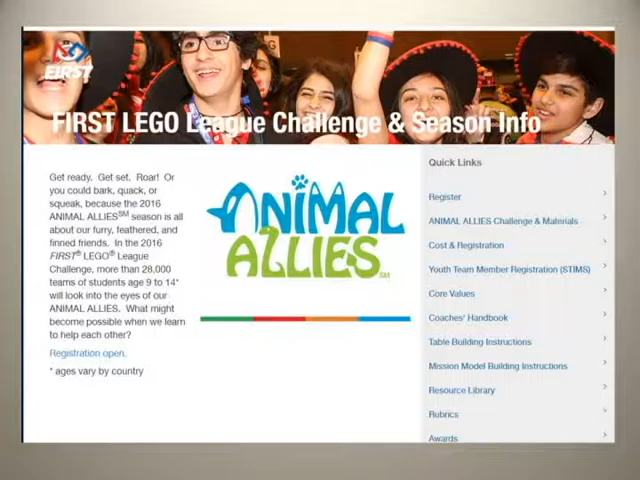 FIRST
FIRST LEGO League Challenge & Season Info
Get ready. Get set. Roar! Or
you could bark, quack, or
squeak, because the 2016
ANIMAL ALLIES℠ season is all
about our furry, feathered, and
finned friends. In the 2016
FIRST® LEGO® League
Challenge, more than 28,000
teams of students age 9 to 14*
will look into the eyes of our
ANIMAL ALLIES. What might
become possible when we learn
to help each other?
Registration open.
* ages vary by country
ANIMAL
ALLIES℠
Quick Links
Register
ANIMAL ALLIES Challenge & Materials
Cost & Registration
Youth Team Member Registration (STIMS)
Core Values
Coaches' Handbook
Table Building Instructions
Mission Model Building Instructions
Resource Library
Rubrics
Awards